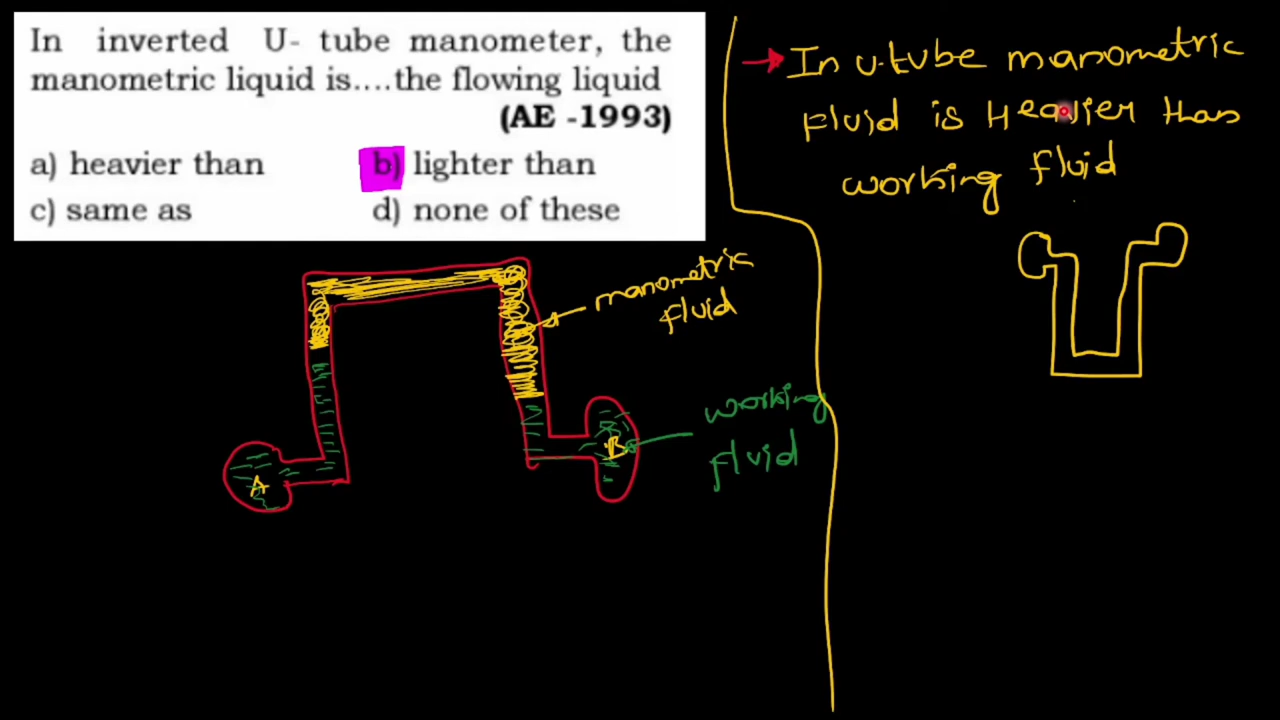 In inverted U- tube manometer, the
manometric liquid is....the flowing liquid
(AE -1993)
a) heavier than b) lighter than
c) same as d) none of these
In U-tube manometric
fluid is Heavier than
working fluid
manometric
fluid
working
fluid
A
B